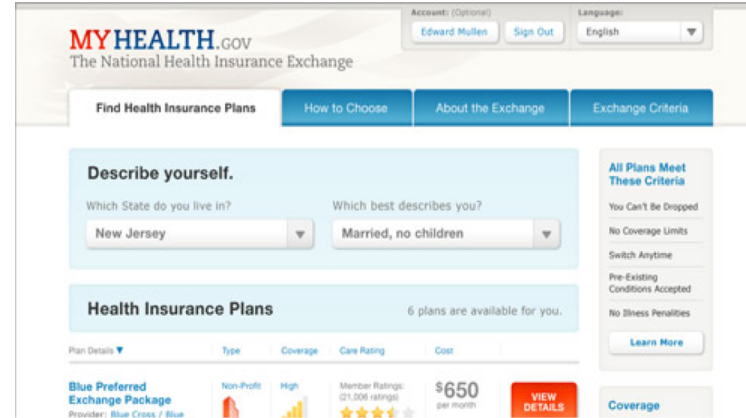 Account: (Optional)
Language:
Edward Mullen
Sign Out
English
MYHEALTH.GOV
The National Health Insurance Exchange
Find Health Insurance Plans
How to Choose
About the Exchange
Exchange Criteria
Describe yourself.
Which State do you live in?
Which best describes you?
New Jersey
Married, no children
All Plans Meet
These Criteria
You Can't Be Dropped
No Coverage Limits
Switch Anytime
Pre-Existing
Conditions Accepted
No Illness Penalities
Learn More
Health Insurance Plans
6 plans are available for you.
Plan Details
Type
Coverage
Care Rating
Cost
Blue Preferred
Exchange Package
Provider: Blue Cross / Blue
Non-Profit
High
Member Ratings:
(21,006 ratings)
$650
per month
VIEW
DETAILS
Coverage